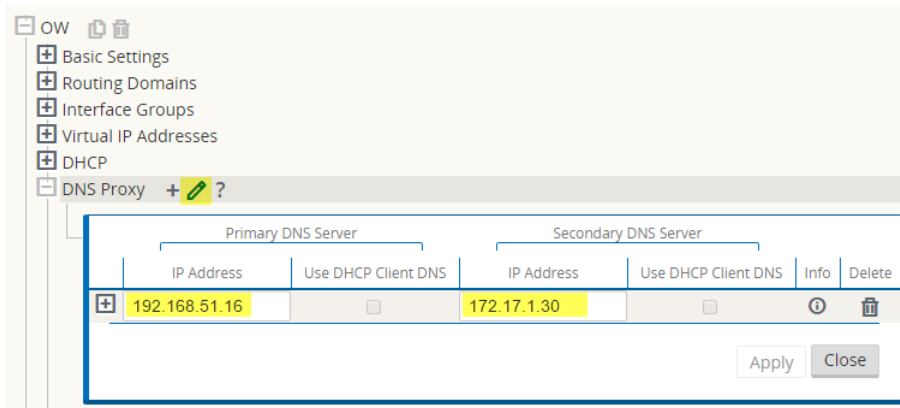 OW
Basic Settings
Routing Domains
Interface Groups
Virtual IP Addresses
DHCP
DNS Proxy + ?
Primary DNS Server Secondary DNS Server
IP Address Use DHCP Client DNS IP Address Use DHCP Client DNS Info Delete
192.168.51.16 172.17.1.30
Apply Close